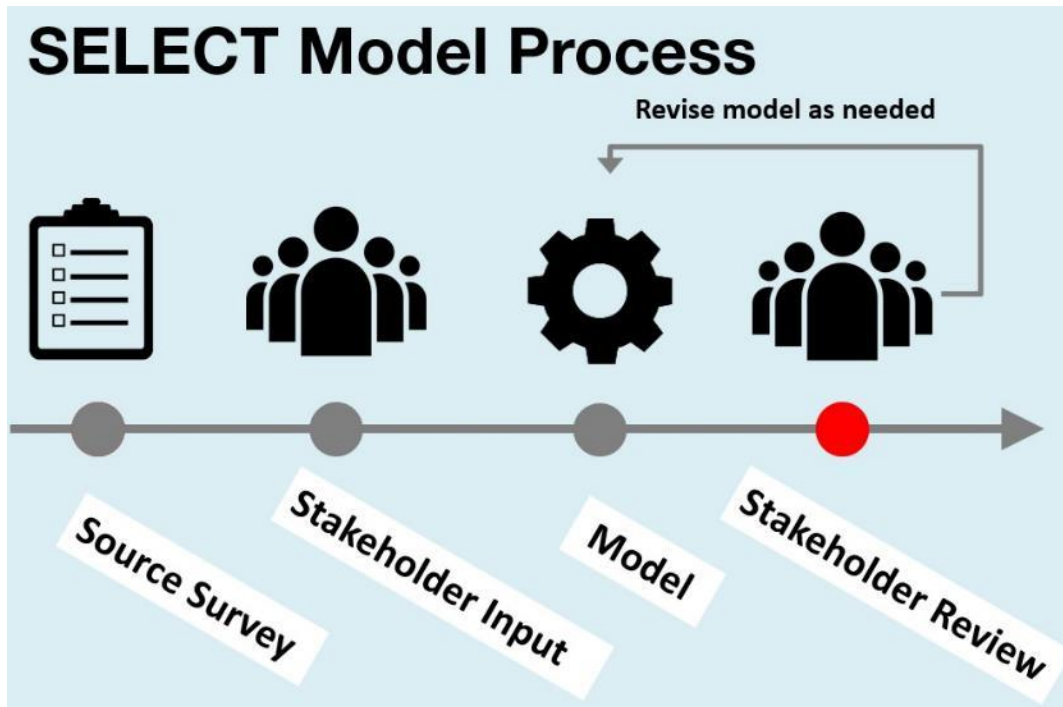 SELECT Model Process
Revise model as needed
Source Survey
Stakeholder Input
Model
Stakeholder Review